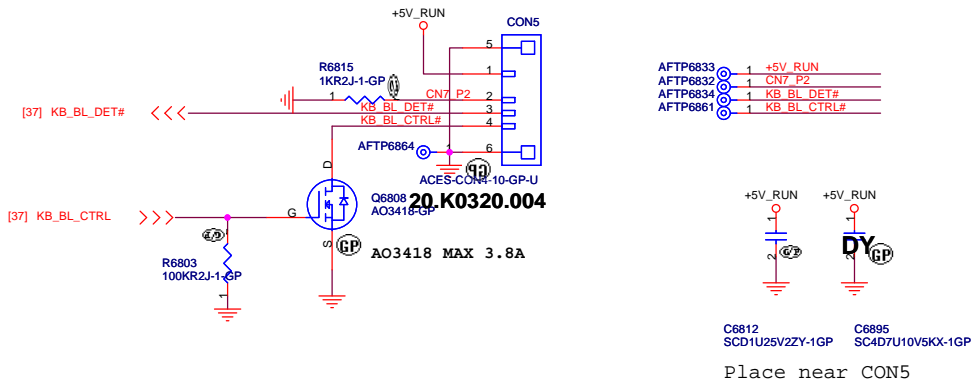 +5V_RUN
CON5
5
1
R6815
1KR2J-1-GP
CN7_P2
2
[37] KB_BL_DET#
KB_BL_DET#
3
KB_BL_CTRL#
4
AFTP6864
1
6
GP
ACES-CON4-10-GP-U
20.K0320.004
D
Q6808
AO3418-GP
[37] KB_BL_CTRL
G
S
GP
AO3418 MAX 3.8A
R6803
100KR2J-1-GP
1
AFTP6833
1
+5V_RUN
AFTP6832
1
CN7_P2
AFTP6834
1
KB_BL_DET#
AFTP6861
1
KB_BL_CTRL#
+5V_RUN
+5V_RUN
1
1
DY
GP
2
2
C6812
SCD1U25V2ZY-1GP
C6895
SC4D7U10V5KX-1GP
Place near CON5